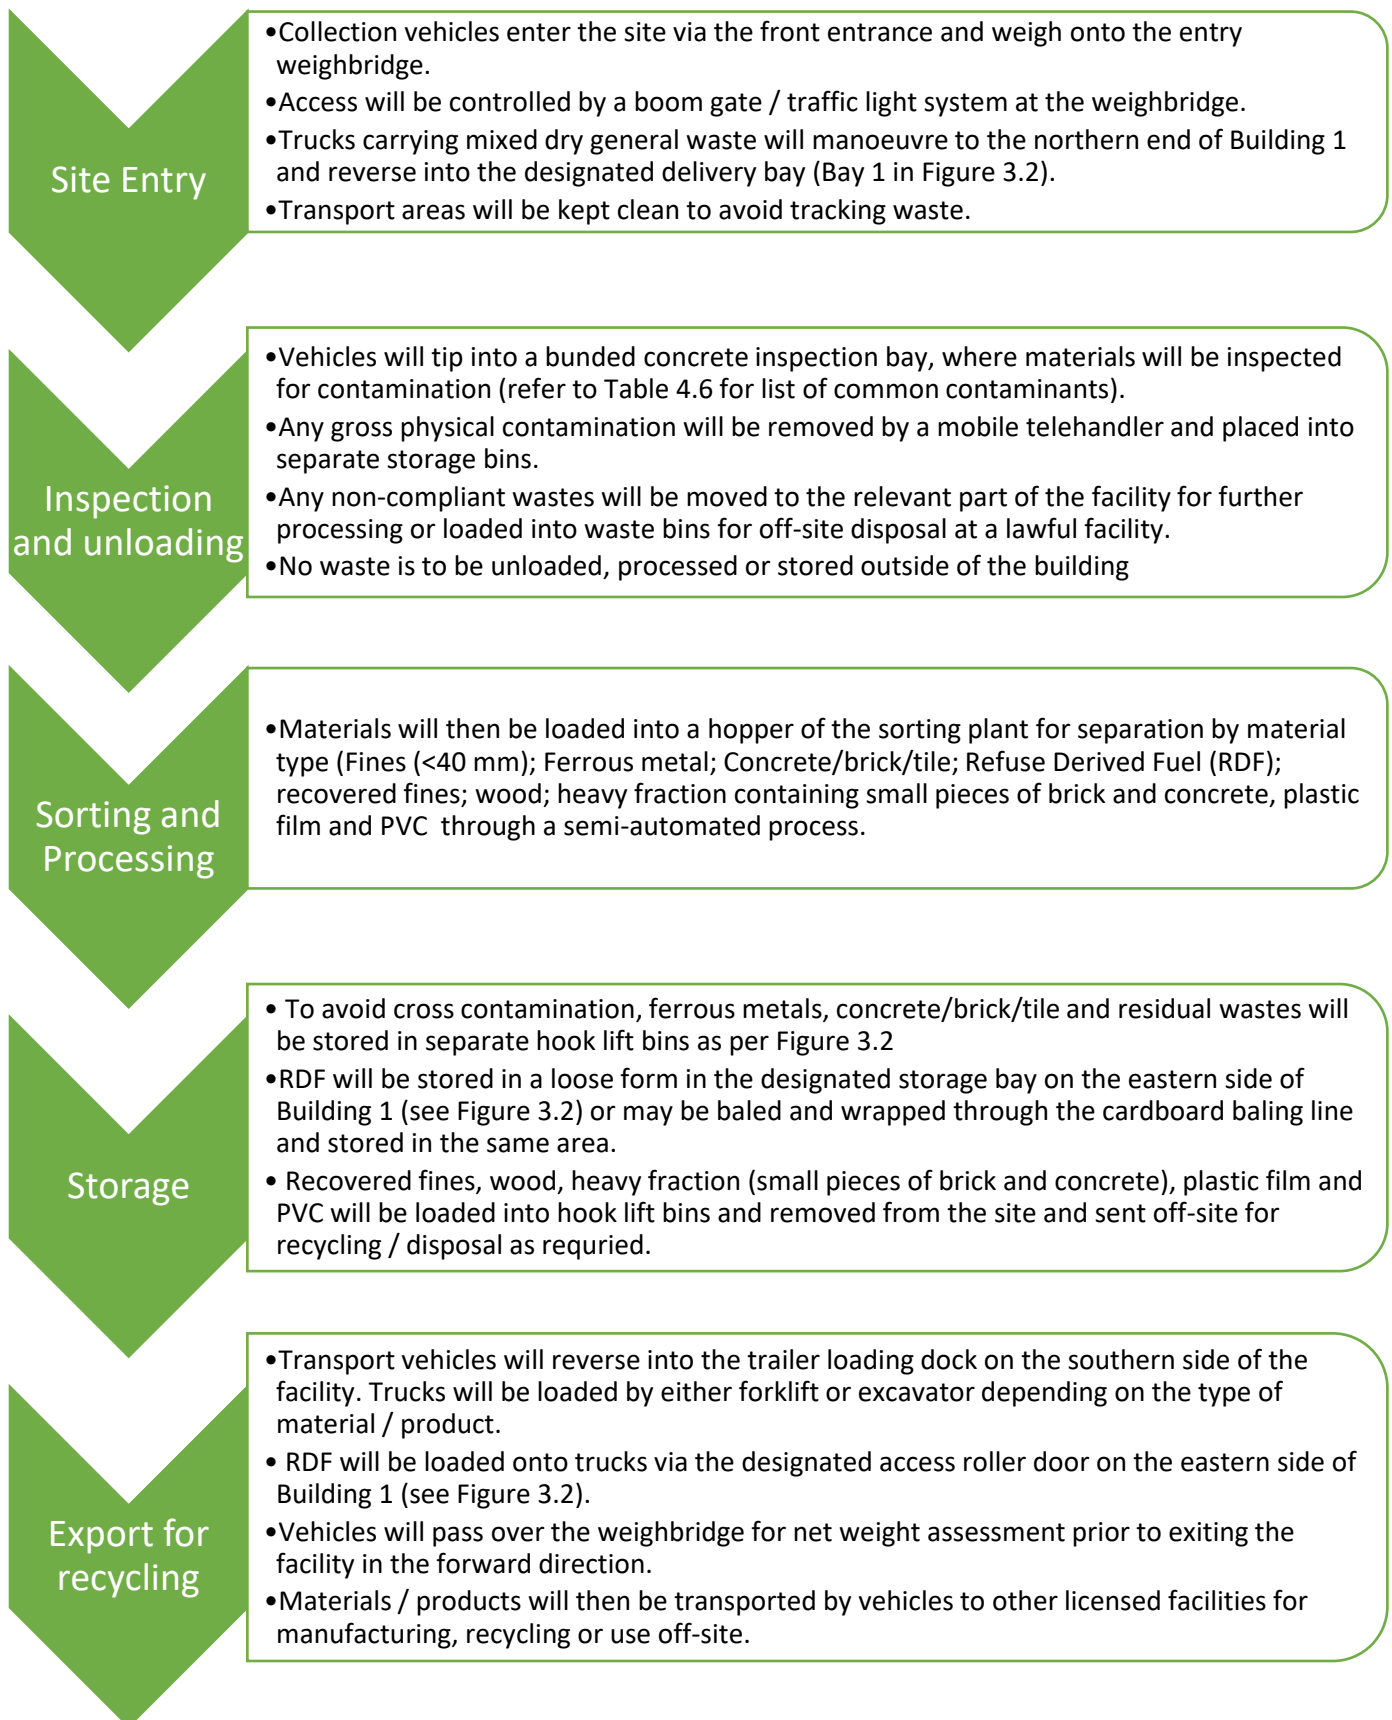 Site Entry
•Collection vehicles enter the site via the front entrance and weigh onto the entry
weighbridge.
•Access will be controlled by a boom gate / traffic light system at the weighbridge.
•Trucks carrying mixed dry general waste will manoeuvre to the northern end of Building 1
and reverse into the designated delivery bay (Bay 1 in Figure 3.2).
•Transport areas will be kept clean to avoid tracking waste.
Inspection
and unloading
•Vehicles will tip into a bunded concrete inspection bay, where materials will be inspected
for contamination (refer to Table 4.6 for list of common contaminants).
•Any gross physical contamination will be removed by a mobile telehandler and placed into
separate storage bins.
•Any non-compliant wastes will be moved to the relevant part of the facility for further
processing or loaded into waste bins for off-site disposal at a lawful facility.
•No waste is to be unloaded, processed or stored outside of the building
Sorting and
Processing
•Materials will then be loaded into a hopper of the sorting plant for separation by material
type (Fines (<40 mm); Ferrous metal; Concrete/brick/tile; Refuse Derived Fuel (RDF);
recovered fines; wood; heavy fraction containing small pieces of brick and concrete, plastic
film and PVC  through a semi-automated process.
Storage
• To avoid cross contamination, ferrous metals, concrete/brick/tile and residual wastes will
be stored in separate hook lift bins as per Figure 3.2
•RDF will be stored in a loose form in the designated storage bay on the eastern side of
Building 1 (see Figure 3.2) or may be baled and wrapped through the cardboard baling line
and stored in the same area.
• Recovered fines, wood, heavy fraction (small pieces of brick and concrete), plastic film and
PVC will be loaded into hook lift bins and removed from the site and sent off-site for
recycling / disposal as requried.
Export for
recycling
•Transport vehicles will reverse into the trailer loading dock on the southern side of the
facility. Trucks will be loaded by either forklift or excavator depending on the type of
material / product.
• RDF will be loaded onto trucks via the designated access roller door on the eastern side of
Building 1 (see Figure 3.2).
•Vehicles will pass over the weighbridge for net weight assessment prior to exiting the
facility in the forward direction.
•Materials / products will then be transported by vehicles to other licensed facilities for
manufacturing, recycling or use off-site.